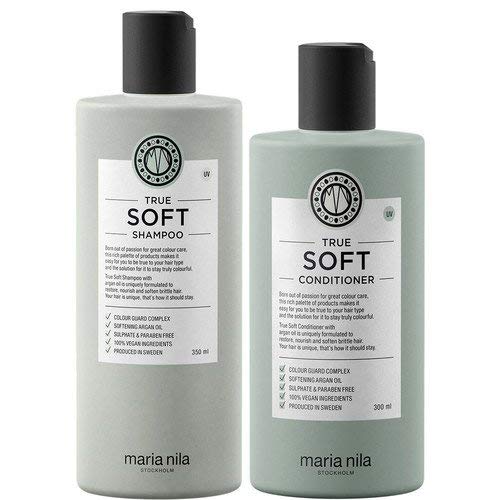 TRUE
SOFT
SHAMPOO
UV
Born out of passion for great colour care,
this rich palette of products makes it
easy for you to be true to your hair type
and the solution for it to stay truly colourful.
True Soft Shampoo with
argan oil is uniquely formulated to
restore, nourish and soften brittle hair.
Your hair is unique, that's how it should stay.
COLOUR GUARD COMPLEX
SOFTENING ARGAN OIL
SULPHATE & PARABEN FREE
100% VEGAN INGREDIENTS
PRODUCED IN SWEDEN
350 ml
maria nila
STOCKHOLM
TRUE
SOFT
CONDITIONER
UV
Born out of passion for great colour care,
this rich palette of products makes it
easy for you to be true to your hair type
and the solution for it to stay truly colourful.
True Soft Conditioner with
argan oil is uniquely formulated to
restore, nourish and soften brittle hair.
Your hair is unique, that's how it should stay.
COLOUR GUARD COMPLEX
SOFTENING ARGAN OIL
SULPHATE & PARABEN FREE
100% VEGAN INGREDIENTS
PRODUCED IN SWEDEN
300 ml
maria nila
STOCKHOLM